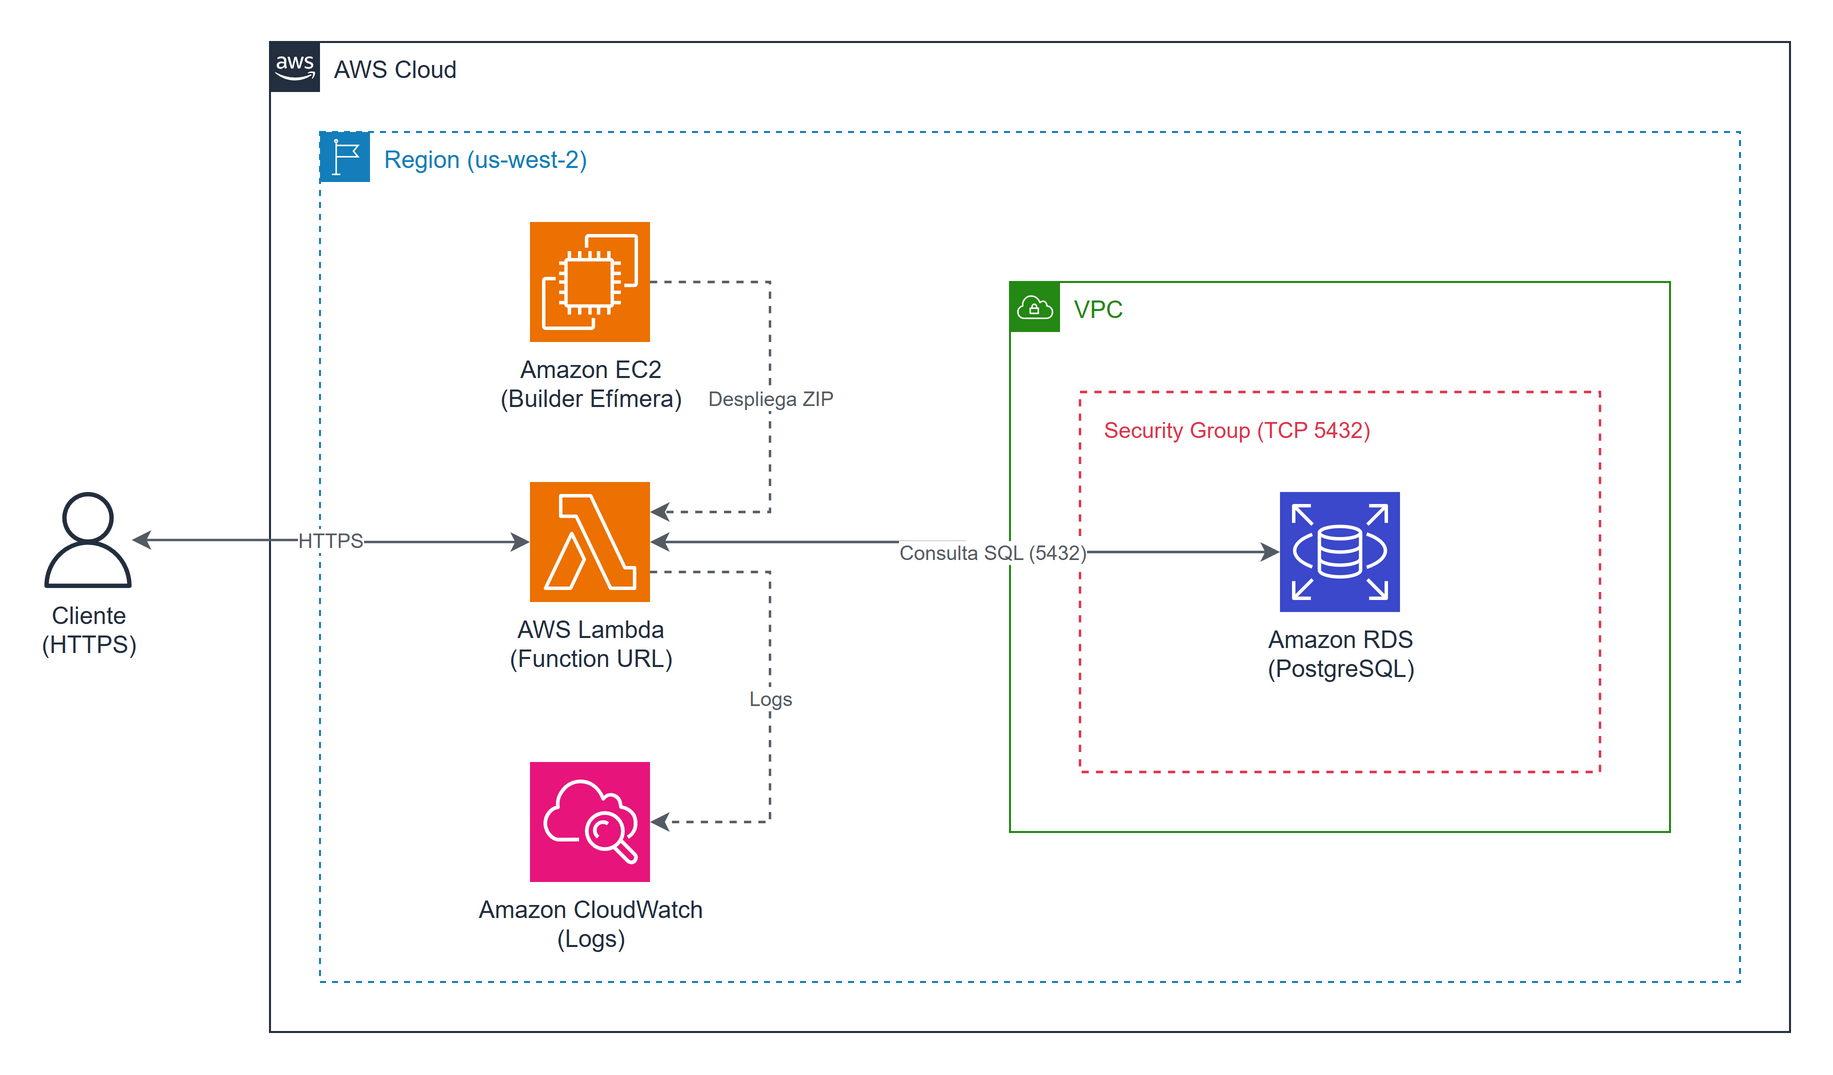 aws
AWS Cloud
Region (us-west-2)
Amazon EC2
(Builder Efímera)
Despliega ZIP
VPC
Security Group (TCP 5432)
HTTPS
Consulta SQL (5432)
Cliente
(HTTPS)
AWS Lambda
(Function URL)
Amazon RDS
(PostgreSQL)
Logs
Amazon CloudWatch
(Logs)